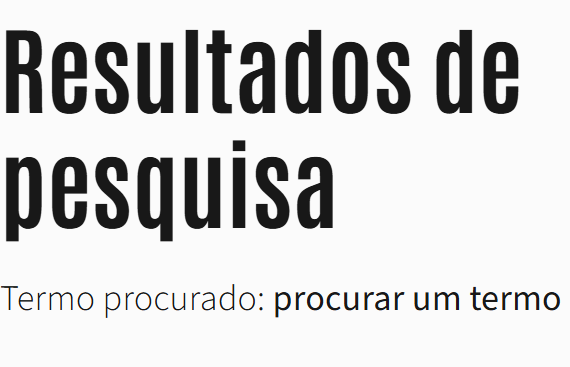 Resultados de
pesquisa
Termo procurado: procurar um termo